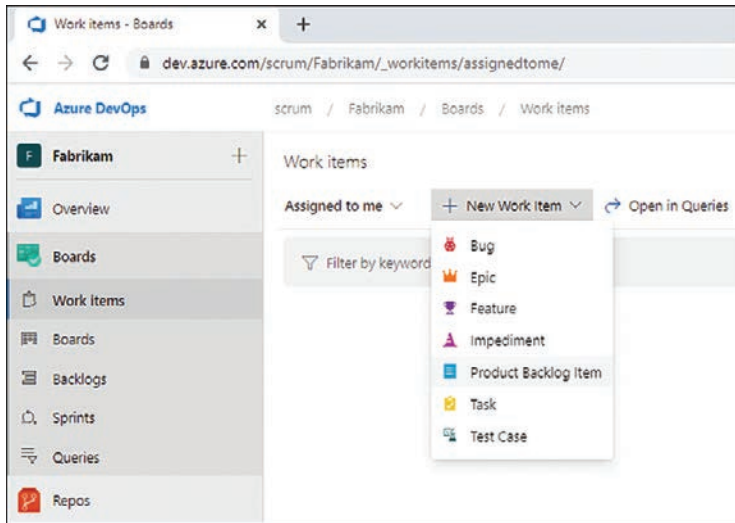 Work items - Boards
dev.azure.com/scrum/Fabrikam/_workitems/assignedtome/
Azure DevOps
scrum / Fabrikam / Boards / Work items
F Fabrikam
Work items
Overview
Assigned to me
+ New Work Item
Open in Queries
Boards
Filter by keyword
Bug
Epic
Feature
Impediment
Product Backlog Item
Task
Test Case
Work items
Boards
Backlogs
Sprints
Queries
Repos